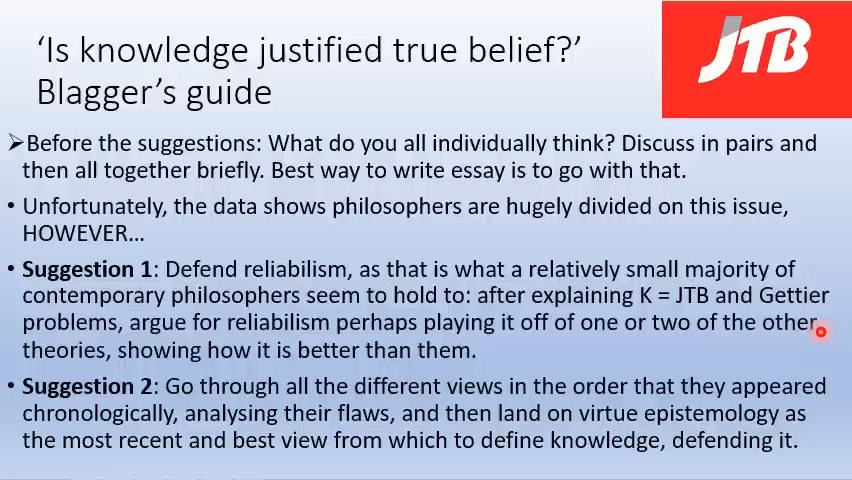 ‘Is knowledge justified true belief?’
Blagger’s guide
JTB
➢Before the suggestions: What do you all individually think? Discuss in pairs and
then all together briefly. Best way to write essay is to go with that.
• Unfortunately, the data shows philosophers are hugely divided on this issue,
HOWEVER…
• Suggestion 1: Defend reliabilism, as that is what a relatively small majority of
contemporary philosophers seem to hold to: after explaining K = JTB and Gettier
problems, argue for reliabilism perhaps playing it off of one or two of the other
theories, showing how it is better than them.
• Suggestion 2: Go through all the different views in the order that they appeared
chronologically, analysing their flaws, and then land on virtue epistemology as
the most recent and best view from which to define knowledge, defending it.